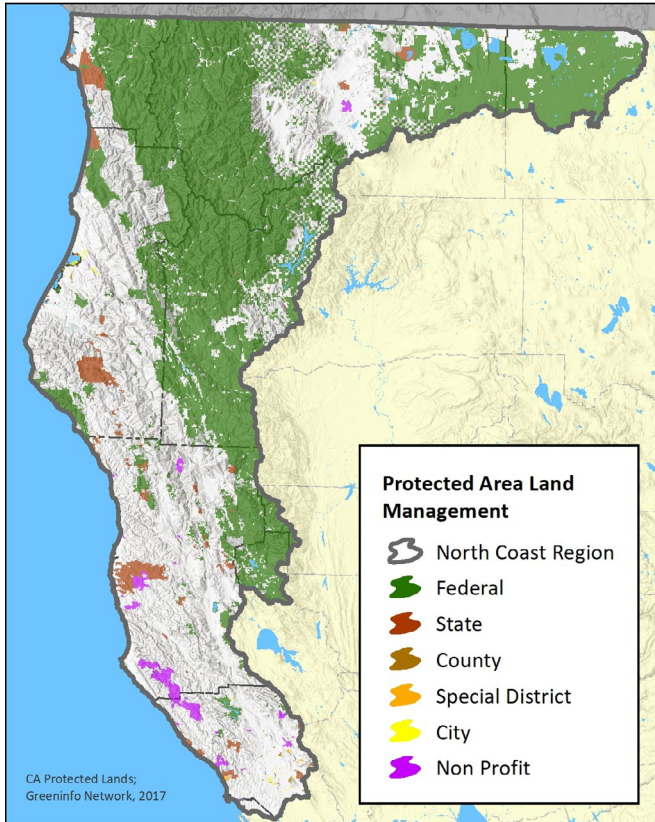 Protected Area Land
Management
North Coast Region
Federal
State
County
Special District
City
Non Profit
CA Protected Lands;
Greeninfo Network, 2017